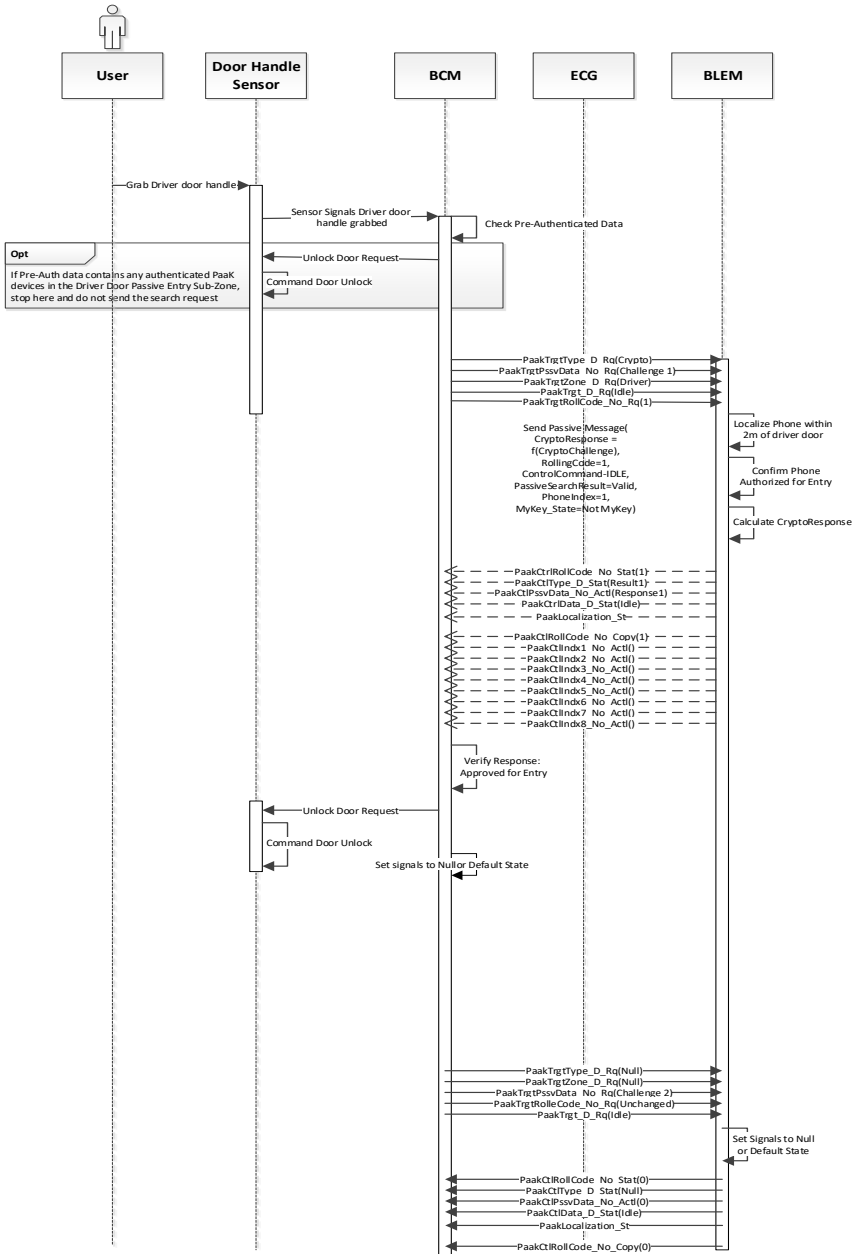 User
Door Handle
Sensor
BCM
ECG
BLEM
Grab Driver door handle
Sensor Signals Driver door
handle grabbed
Check Pre-Authenticated Data
Opt
If Pre-Auth data contains any authenticated PaaK
devices in the Driver Door Passive Entry Sub-Zone,
stop here and do not send the search request
Unlock Door Request
Command Door Unlock
PaakTrgtType_D_Rq(Crypto)
PaakTrgtPssvData_No_Rq(Challenge 1)
PaakTrgtZone_D_Rq(Driver)
PaakTrgt_D_Rq(Idle)
PaakTrgtRollCode_No_Rq(1)
Send Passive Message(
CryptoResponse =
f(CryptoChallenge),
RollingCode=1,
ControlCommand-IDLE,
PassiveSearchResult=Valid,
PhoneIndex=1,
MyKey_State=Not MyKey)
Localize Phone within
2m of driver door
Confirm Phone
Authorized for Entry
Calculate CryptoResponse
PaakCtrlRollCode_No_Stat(1)
PaakCtlType_D_Stat(Result1)
PaakCtlPssvData_No_Actl(Response1)
PaakCtrlData_D_Stat(Idle)
PaakLocalization_St
PaakCtlRollCode_No_Copy(1)
PaakCtlIndx1_No_Actl()
PaakCtlIndx2_No_Actl()
PaakCtlIndx3_No_Actl()
PaakCtlIndx4_No_Actl()
PaakCtlIndx5_No_Actl()
PaakCtlIndx6_No_Actl()
PaakCtlIndx7_No_Actl()
PaakCtlIndx8_No_Actl()
Verify Response:
Approved for Entry
Unlock Door Request
Command Door Unlock
Set signals to Nullor Default State
PaakTrgtType_D_Rq(Null)
PaakTrgtZone_D_Rq(Null)
PaakTrgtPssvData_No_Rq(Challenge 2)
PaakTrgtRolleCode_No_Rq(Unchanged)
PaakTrgt_D_Rq(Idle)
Set Signals to Null
or Default State
PaakCtlRollCode_No_Stat(0)
PaakCtlType_D_Stat(Null)
PaakCtlPssvData_No_Actl(0)
PaakCtlData_D_Stat(Idle)
PaakLocalization_St
PaakCtlRollCode_No_Copy(0)